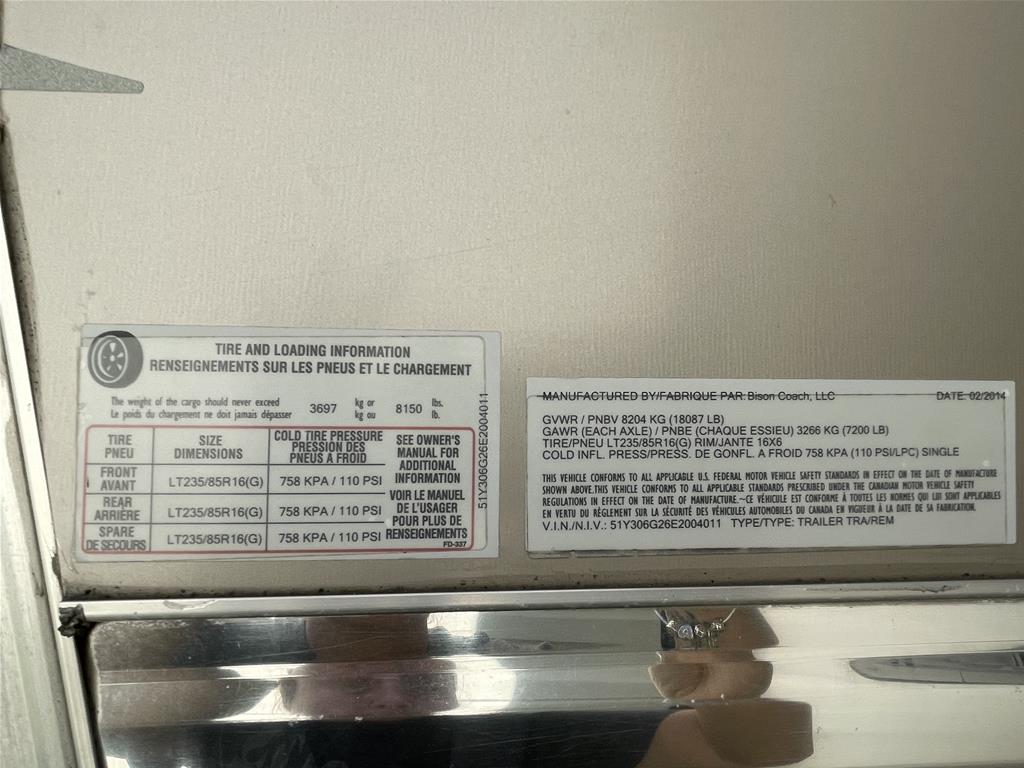 TIRE AND LOADING INFORMATION
RENSEIGNEMENTS SUR LES PNEUS ET LE CHARGEMENT
The weight of the cargo should never exceed 3697 kg or 8150 lbs.
Le poids du chargement ne doit jamais dépasser kg ou lb.
TIRE PNEU
SIZE DIMENSIONS
COLD TIRE PRESSURE PRESSION DES PNEUS A FROID
SEE OWNER'S MANUAL FOR ADDITIONAL INFORMATION
VOIR LE MANUEL DE L'USAGER POUR PLUS DE RENSEIGNEMENTS
FRONT AVANT LT235/85R16(G) 758 KPA / 110 PSI
REAR ARRIÈRE LT235/85R16(G) 758 KPA / 110 PSI
SPARE DE SECOURS LT235/85R16(G) 758 KPA / 110 PSI
FD-337
51Y306G26E2004011
MANUFACTURED BY/FABRIQUE PAR: Bison Coach, LLC DATE: 02/2014
GVWR / PNBV 8204 KG (18087 LB)
GAWR (EACH AXLE) / PNBE (CHAQUE ESSIEU) 3266 KG (7200 LB)
TIRE/PNEU LT235/85R16(G) RIM/JANTE 16X6
COLD INFL. PRESS/PRESS. DE GONFL. A FROID 758 KPA (110 PSI/LPC) SINGLE
THIS VEHICLE CONFORMS TO ALL APPLICABLE U.S. FEDERAL MOTOR VEHICLE SAFETY STANDARDS IN EFFECT ON THE DATE OF MANUFACTURE
SHOWN ABOVE.THIS VEHICLE CONFORMS TO ALL APPLICABLE STANDARDS PRESCRIBED UNDER THE CANADIAN MOTOR VEHICLE SAFETY
REGULATIONS IN EFFECT ON THE DATE OF MANUFACTURE.~CE VÉHICULE EST CONFORME À TOUTES LES NORMES QUI LUI SONT APPLICABLES
EN VERTU DU RÈGLEMENT SUR LA SÉCURITÉ DES VÉHICULES AUTOMOBILES DU CANADA EN VIGUEUR À LA DATE DE SA FABRICATION.
V.I.N./N.I.V.: 51Y306G26E2004011 TYPE/TYPE: TRAILER TRA/REM